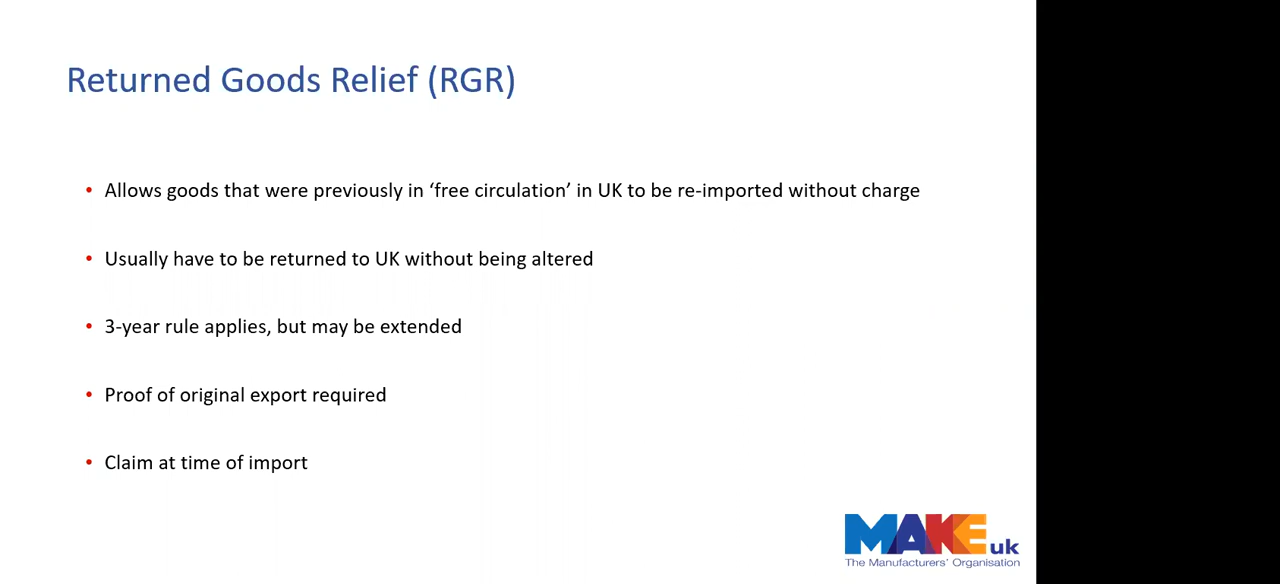 Returned Goods Relief (RGR)
• Allows goods that were previously in ‘free circulation’ in UK to be re-imported without charge
• Usually have to be returned to UK without being altered
• 3-year rule applies, but may be extended
• Proof of original export required
• Claim at time of import
MAKE uk
The Manufacturers' Organisation